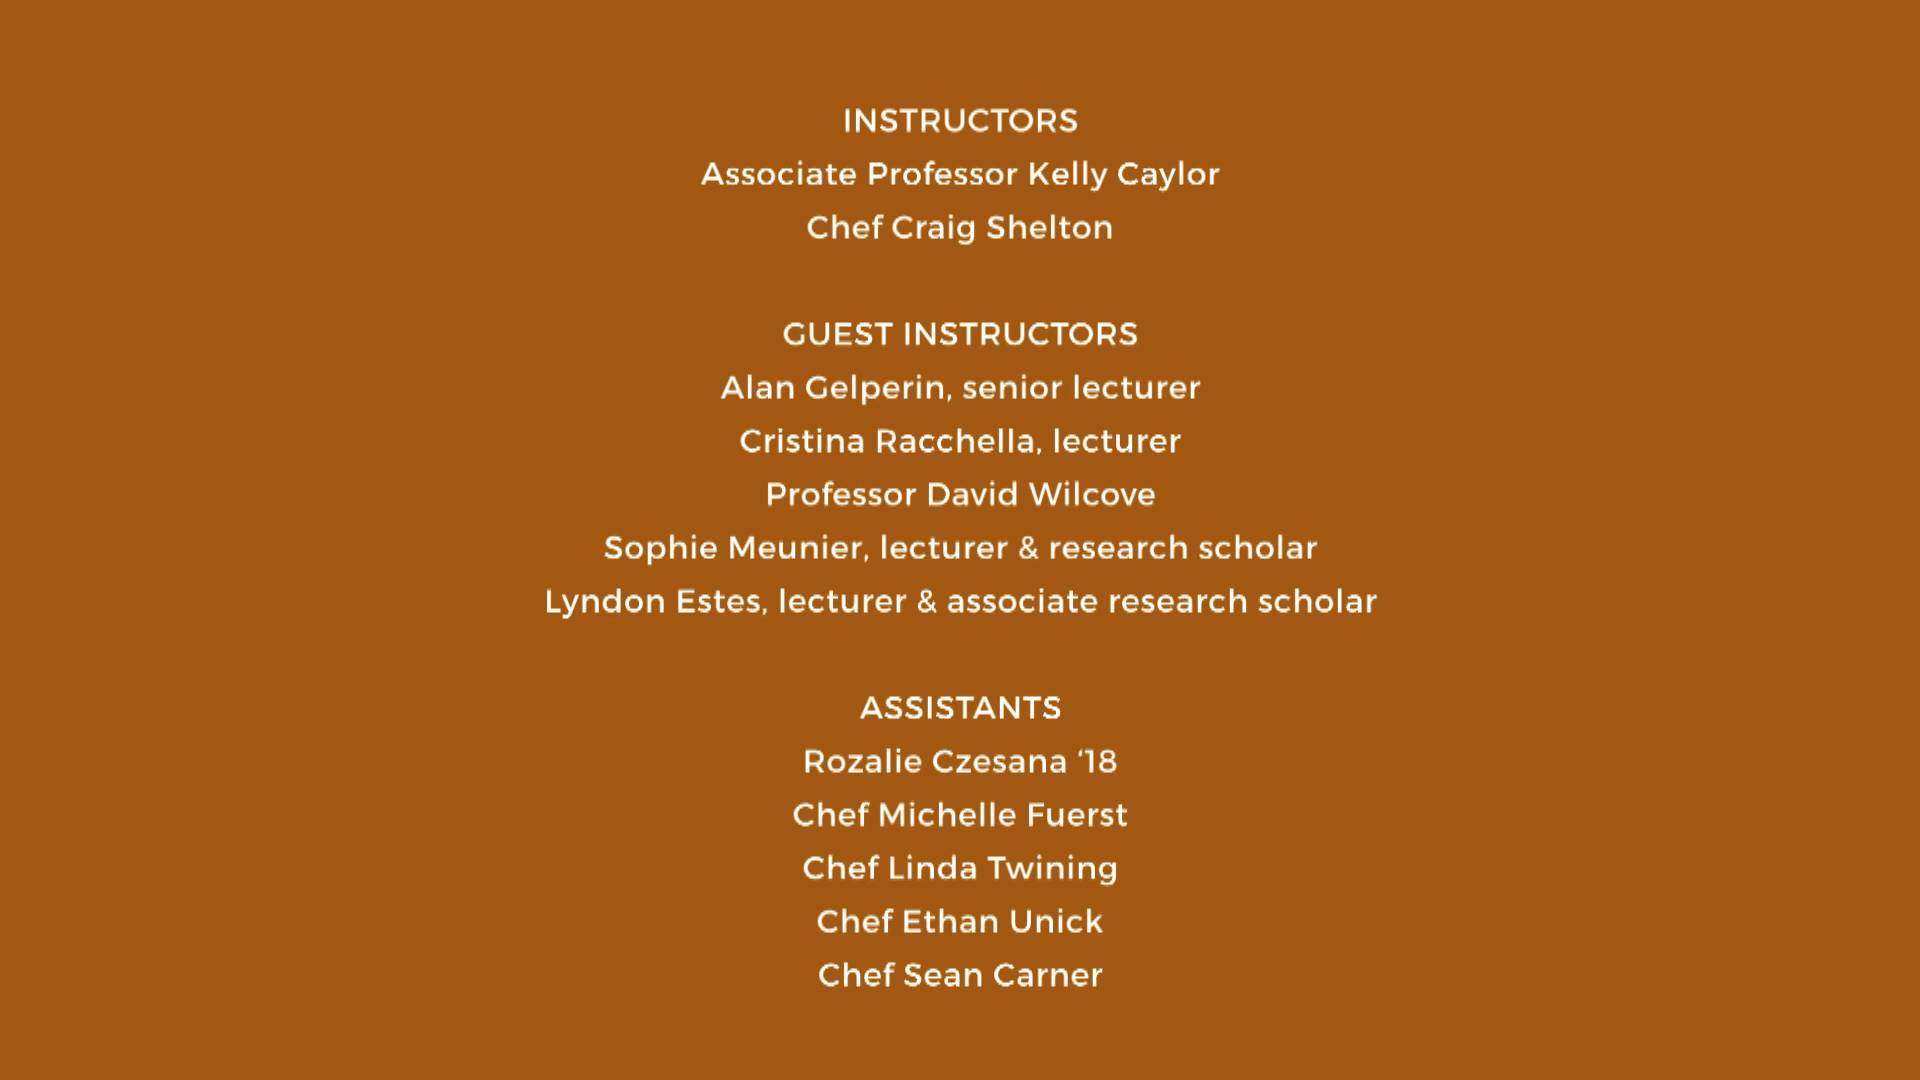 INSTRUCTORS
Associate Professor Kelly Caylor
Chef Craig Shelton
GUEST INSTRUCTORS
Alan Gelperin, senior lecturer
Cristina Racchella, lecturer
Professor David Wilcove
Sophie Meunier, lecturer & research scholar
Lyndon Estes, lecturer & associate research scholar
ASSISTANTS
Rozalie Czesana ‘18
Chef Michelle Fuerst
Chef Linda Twining
Chef Ethan Unick
Chef Sean Carner